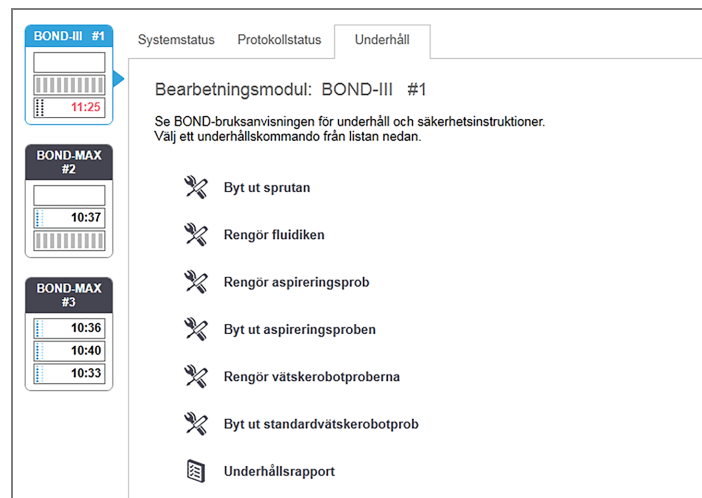 BOND-III #1
11:25
BOND-MAX
#2
10:37
BOND-MAX
#3
10:36
10:40
10:33
Systemstatus Protokollstatus Underhåll
Bearbetningsmodul: BOND-III #1
Se BOND-bruksanvisningen för underhåll och säkerhetsinstruktioner.
Välj ett underhållskommando från listan nedan.
Byt ut sprutan
Rengör fluidiken
Rengör aspireringsprob
Byt ut aspireringsproben
Rengör vätskerobotproberna
Byt ut standardvätskerobotprob
Underhållsrapport